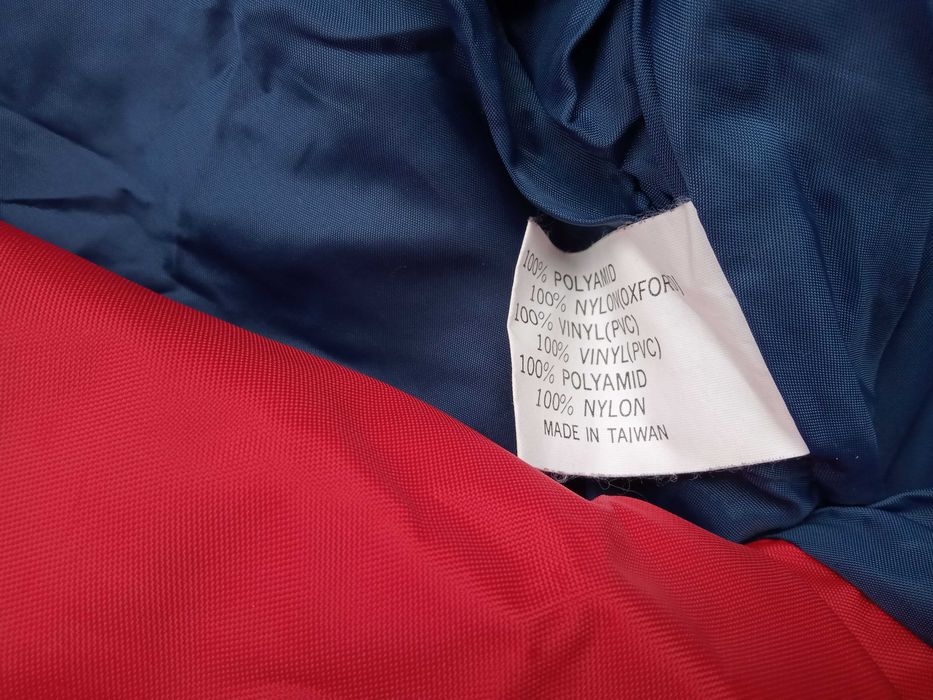 100% POLYAMID
100% NYLON(OXFORD)
100% VINYL(PVC)
100% VINYL(PVC)
100% POLYAMID
100% NYLON
MADE IN TAIWAN